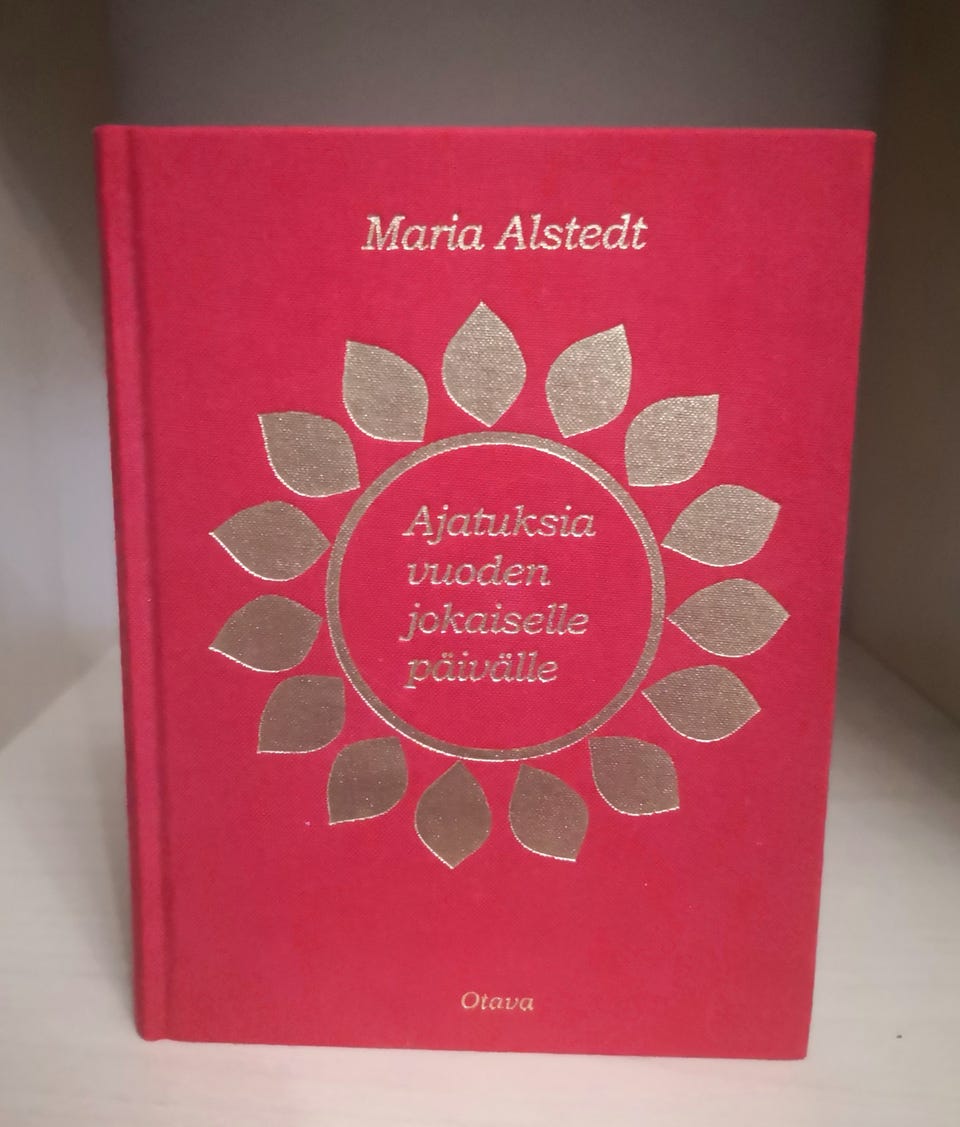 Maria Alstedt
Ajatuksia
vuoden
jokaiselle
päivälle
Otava